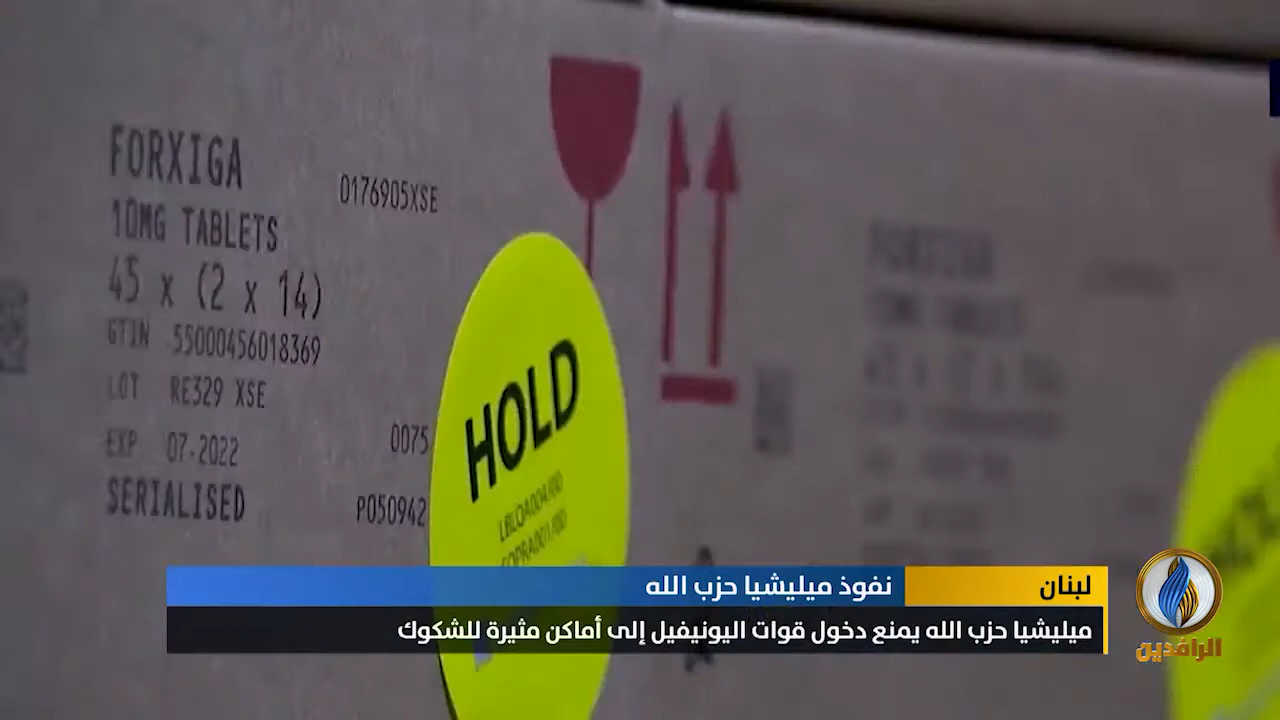 FORXIGA
0176905XSE
10MG TABLETS
45 x (2 x 14)
GTIN 55000456018369
LOT RE329 XSE
EXP 07-2022
0075
SERIALISED
P050942
HOLD
لبنان
نفوذ ميليشيا حزب الله
ميليشيا حزب الله يمنع دخول قوات اليونيفيل إلى أماكن مثيرة للشكوك
الرافدين